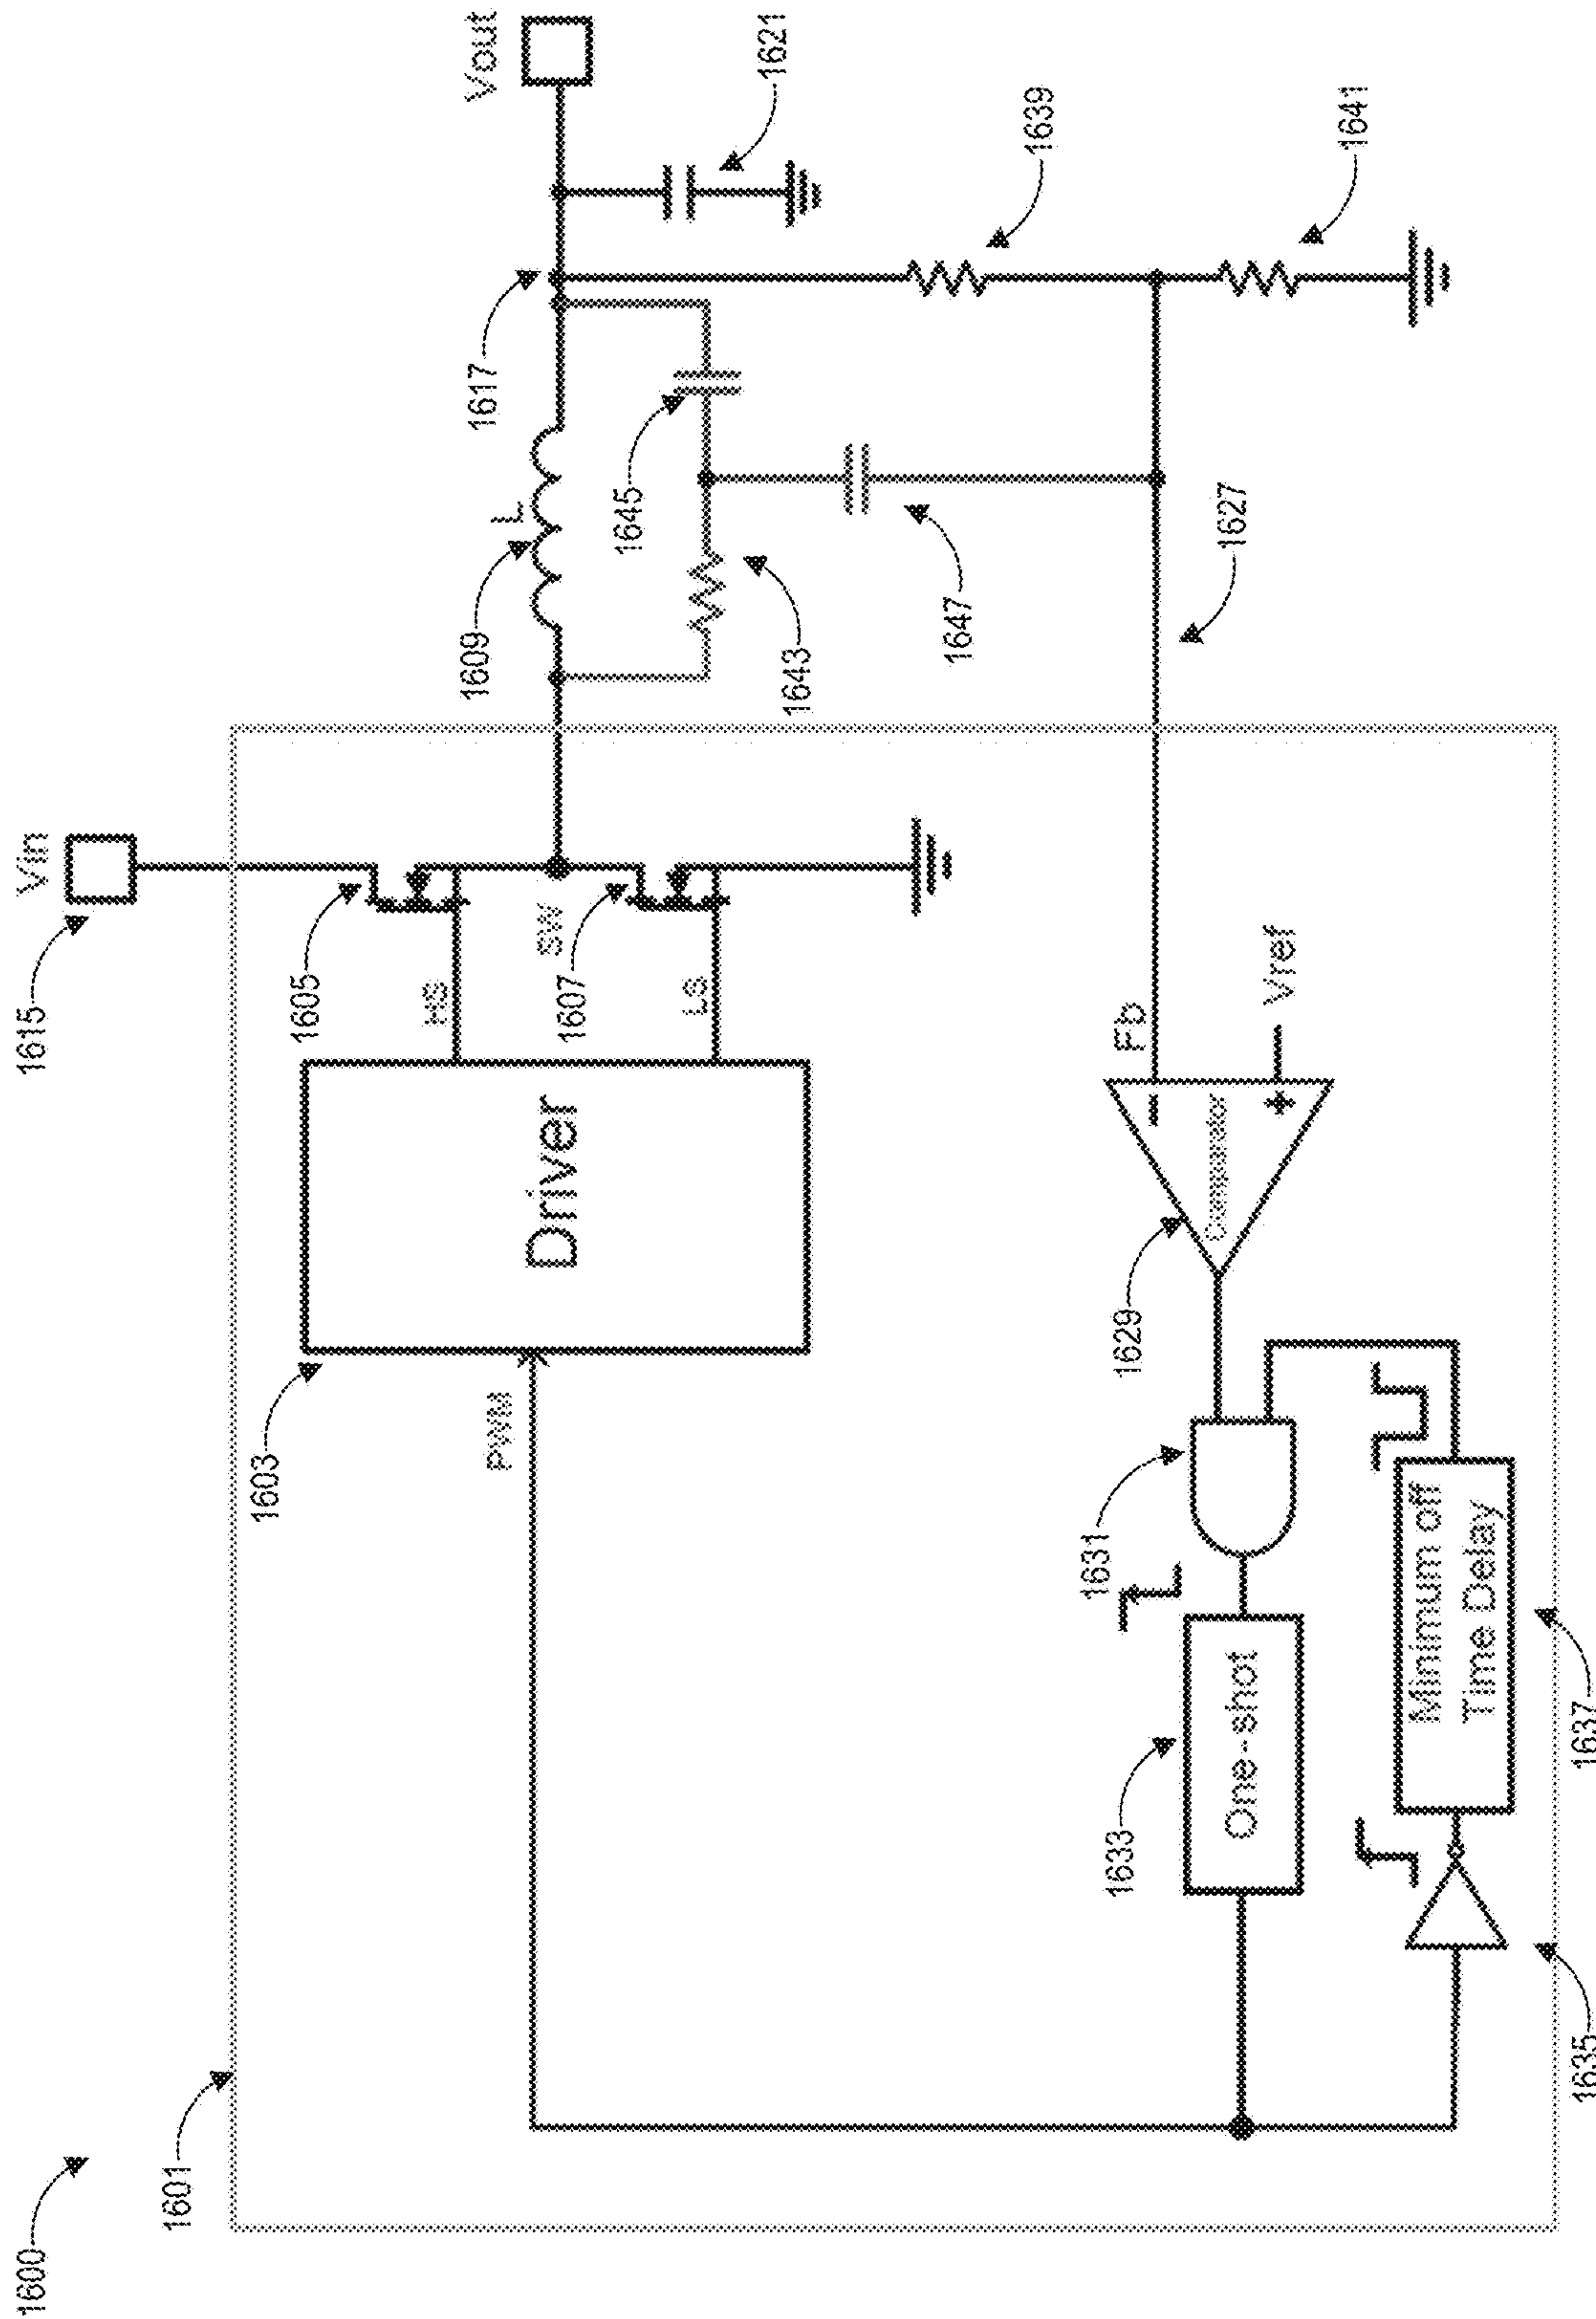 1600
1601
1615
Vin
1603
Driver
PWM
HS
SW
LS
1605
1607
1609
L
1617
Vout
1621
1645
1643
1647
1639
1641
1627
Fb
Vref
Comparator
1629
1631
One-shot
1633
Minimum off
Time Delay
1637
1635